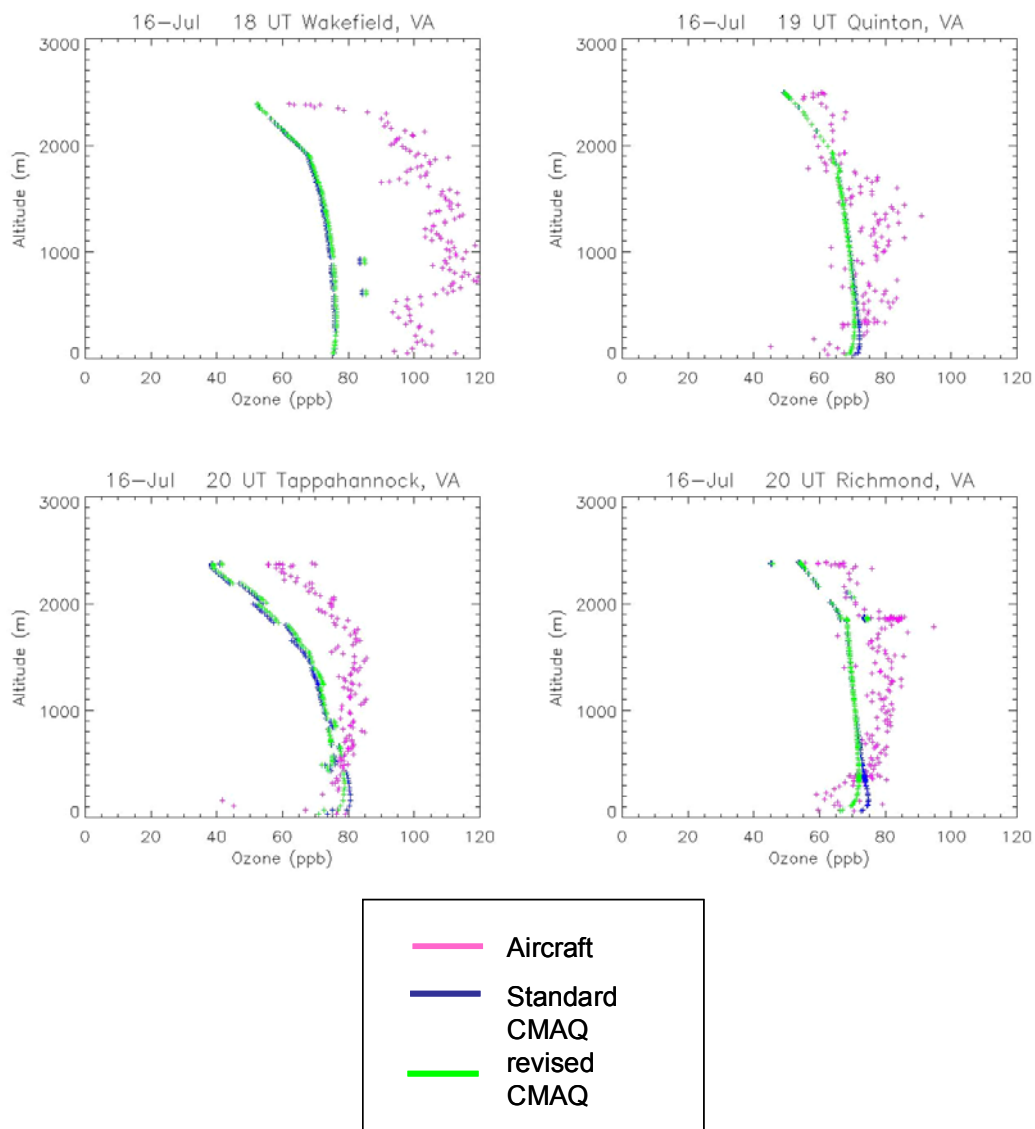 16-Jul 18 UT Wakefield, VA
3000
2000
1000
0
Altitude (m)
0 20 40 60 80 100 120
Ozone (ppb)
16-Jul 19 UT Quinton, VA
3000
2000
1000
0
Altitude (m)
0 20 40 60 80 100 120
Ozone (ppb)
16-Jul 20 UT Tappahannock, VA
3000
2000
1000
0
Altitude (m)
0 20 40 60 80 100 120
Ozone (ppb)
16-Jul 20 UT Richmond, VA
3000
2000
1000
0
Altitude (m)
0 20 40 60 80 100 120
Ozone (ppb)
Aircraft
Standard
CMAQ
revised
CMAQ